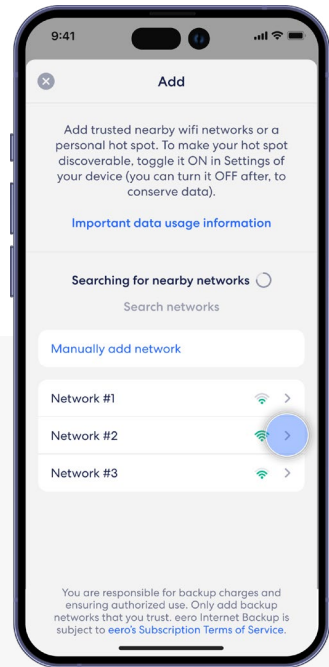 9:41
Add
Add trusted nearby wifi networks or a
personal hot spot. To make your hot spot
discoverable, toggle it ON in Settings of
your device (you can turn it OFF after, to
conserve data).
Important data usage information
Searching for nearby networks
Search networks
Manually add network
Network #1
Network #2
Network #3
You are responsible for backup charges and
ensuring authorized use. Only add backup
networks that you trust. eero Internet Backup is
subject to eero's Subscription Terms of Service.